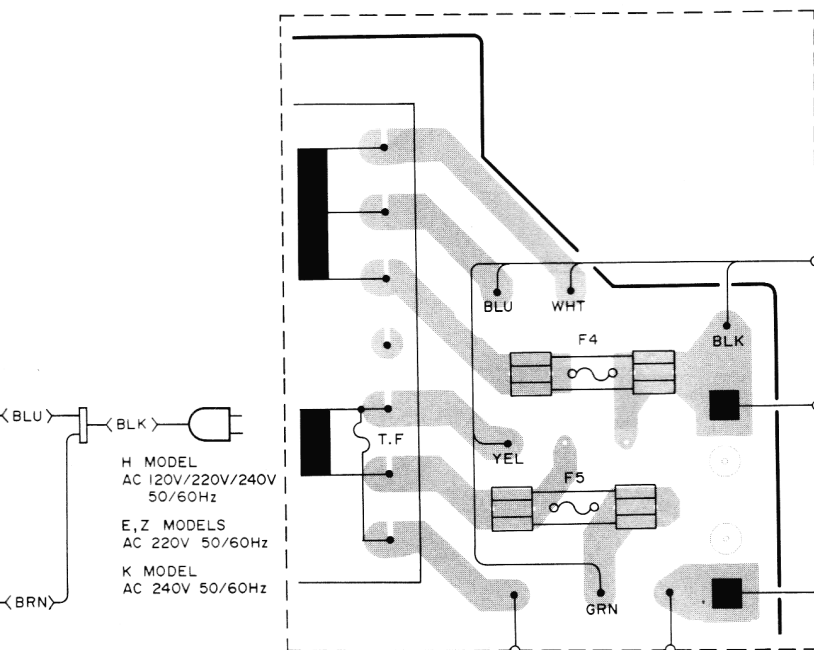 BLU
WHT
F4
BLK
BLU
BLK
T.F
YEL
H MODEL
AC 120V/220V/240V
50/60Hz
F5
E,Z MODELS
AC 220V 50/60Hz
K MODEL
AC 240V 50/60Hz
BRN
GRN